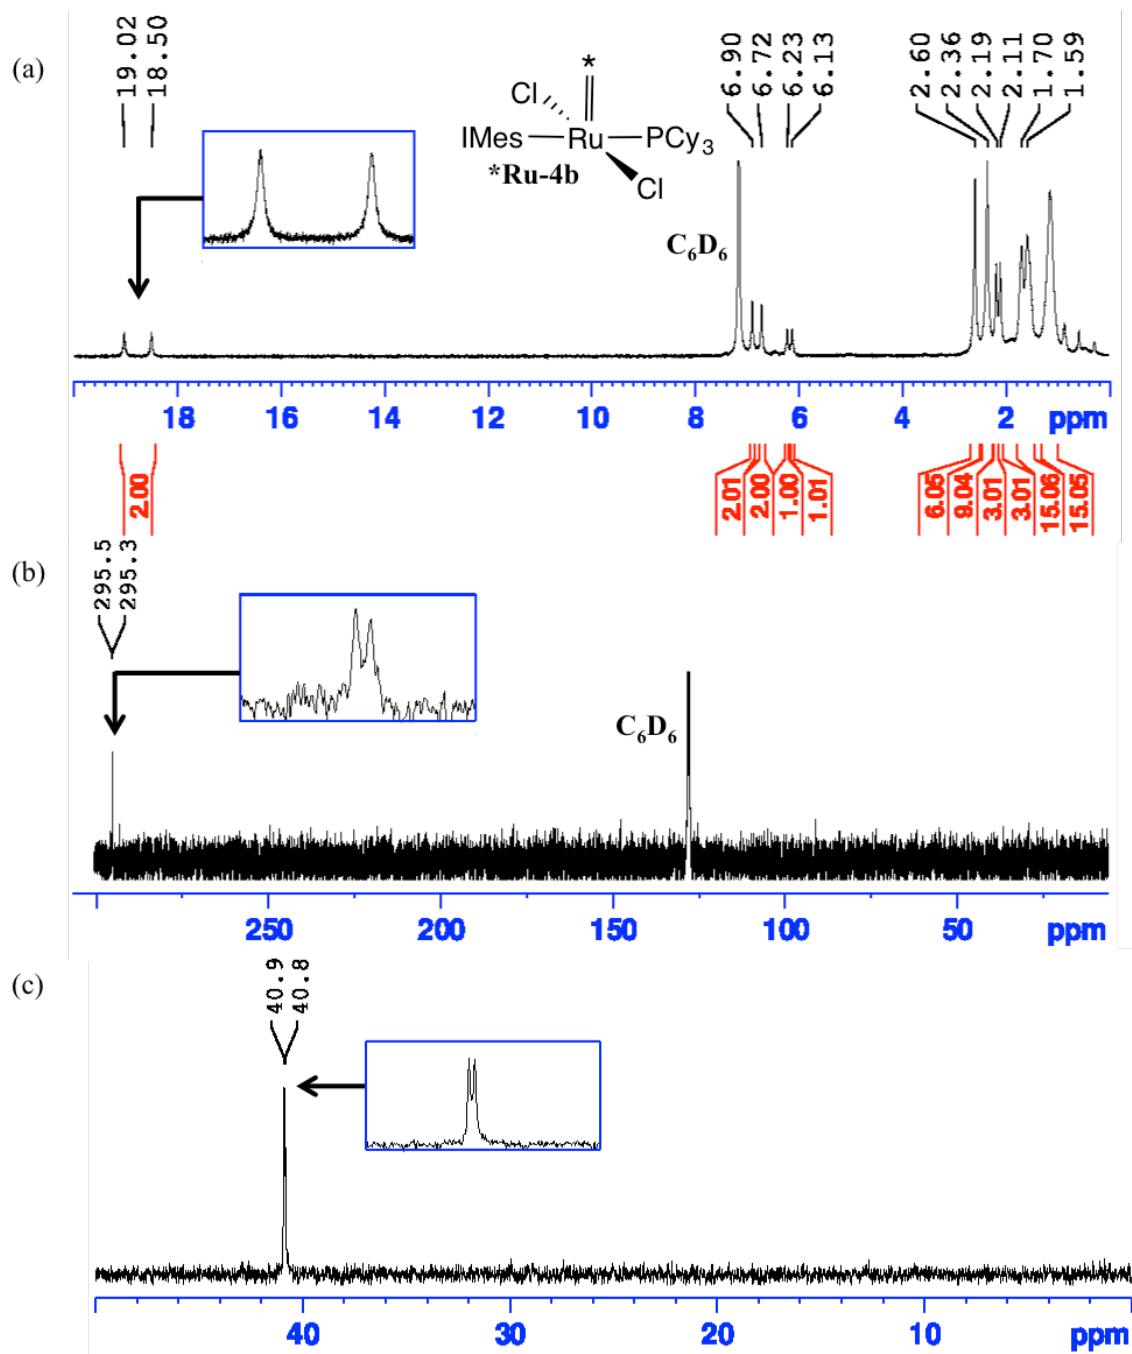 (a)
19.02
18.50
6.90
6.72
6.23
6.13
2.60
2.36
2.19
2.11
1.70
1.59
*
Cl
IMes Ru PCy3
*Ru-4b
Cl
C6D6
18 16 14 12 10 8 6 4 2 ppm
2.00
2.01
2.00
1.00
1.01
6.05
9.04
3.01
3.01
15.06
15.05
(b)
295.5
295.3
C6D6
250 200 150 100 50 ppm
(c)
40.9
40.8
40 30 20 10 ppm